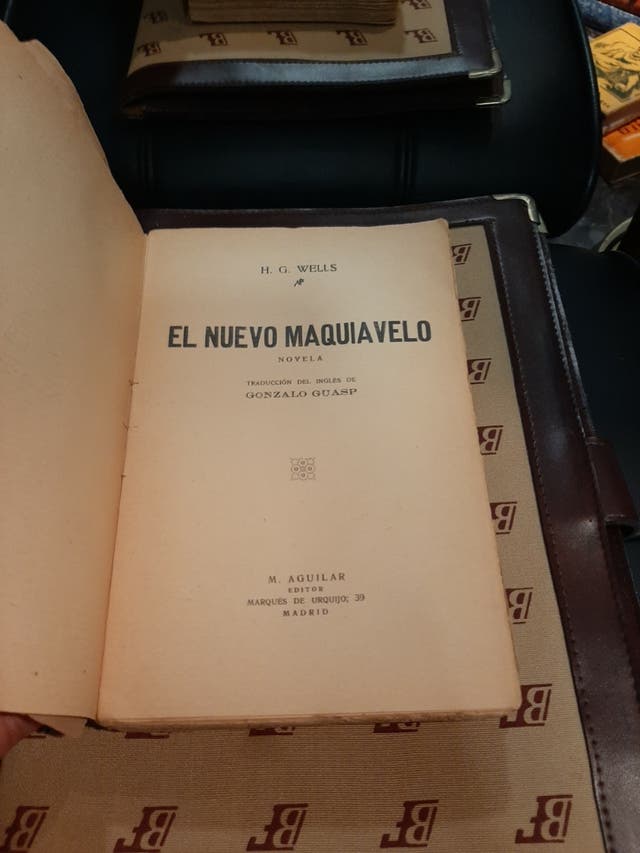 H. G. WELLS
EL NUEVO MAQUIAVELO
NOVELA
TRADUCCIÓN DEL INGLÉS DE
GONZALO GUASP
M. AGUILAR
EDITOR
MARQUÉS DE URQUIJO, 39
MADRID